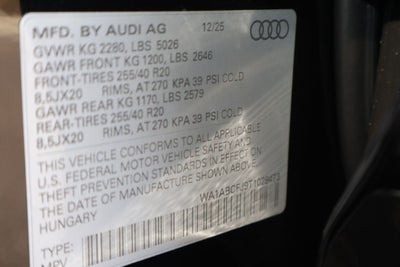 MFD. BY AUDI AG 12/25
GVWR KG 2280, LBS 5026
GAWR FRONT KG 1200, LBS 2646
FRONT-TIRES 255/40 R20
8,5JX20 RIMS, AT 270 KPA 39 PSI COLD
GAWR REAR KG 1170, LBS 2579
REAR-TIRES 255/40 R20
8,5JX20 RIMS, AT 270 KPA 39 PSI COLD
THIS VEHICLE CONFORMS TO ALL APPLICABLE
U.S. FEDERAL MOTOR VEHICLE SAFETY AND
THEFT PREVENTION STANDARDS IN EFFECT ON
THE DATE OF MANUFACTURE SHOWN ABOVE.
HUNGARY
TYPE:
MPV